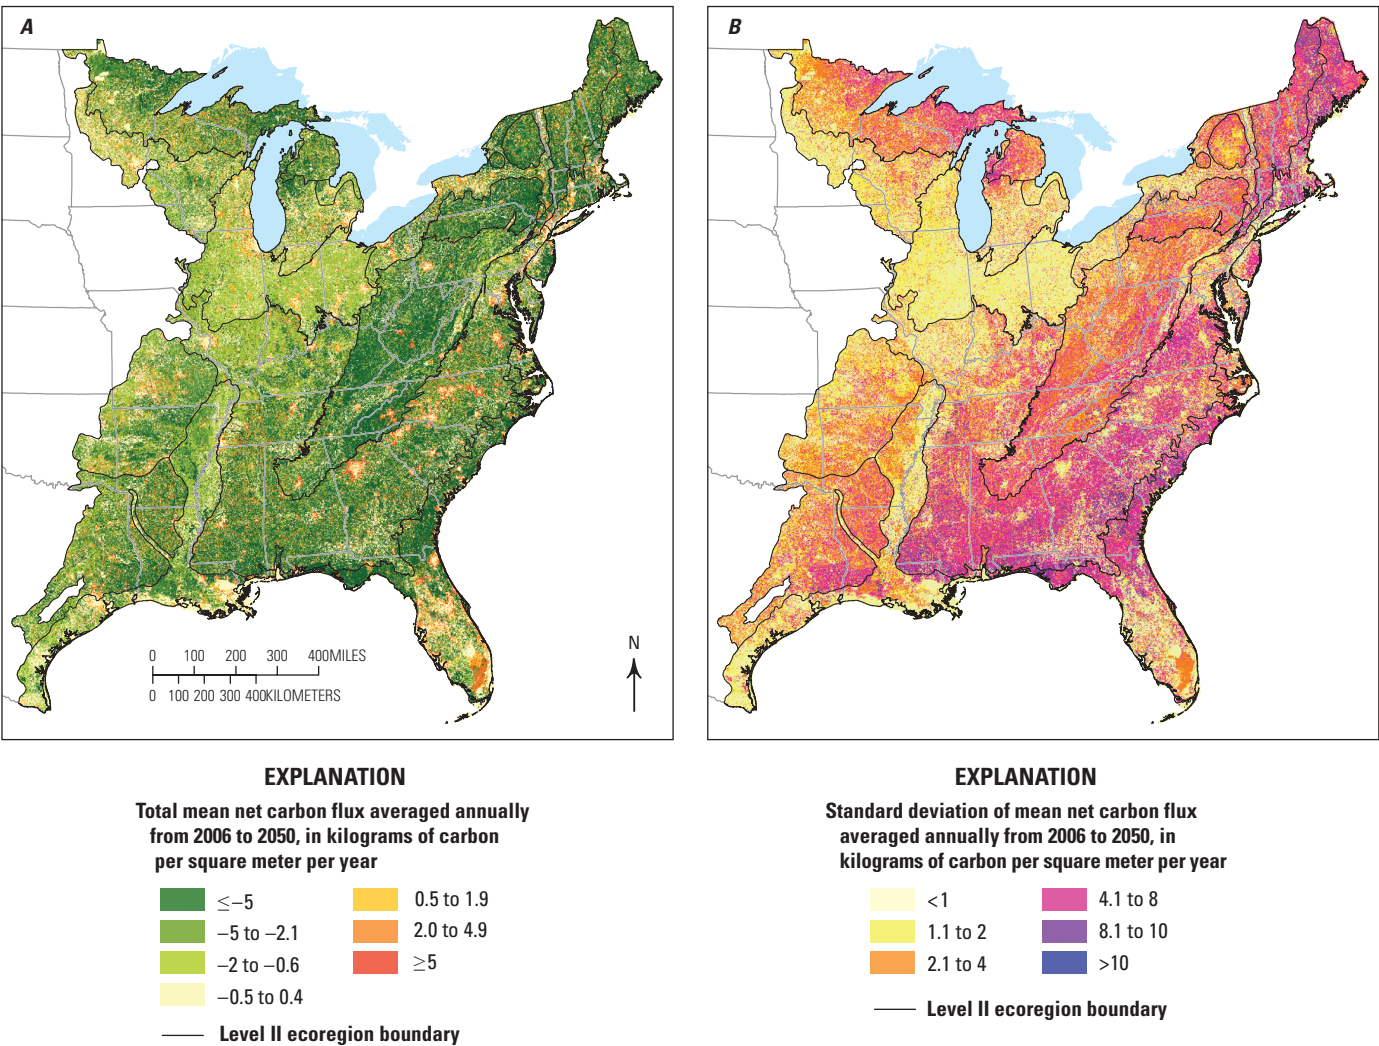 A
B
N
0 100 200 300 400MILES
0 100 200 300 400KILOMETERS
EXPLANATION
Total mean net carbon flux averaged annually
from 2006 to 2050, in kilograms of carbon
per square meter per year
≤−5
−5 to −2.1
−2 to −0.6
−0.5 to 0.4
0.5 to 1.9
2.0 to 4.9
≥5
Level II ecoregion boundary
EXPLANATION
Standard deviation of mean net carbon flux
averaged annually from 2006 to 2050, in
kilograms of carbon per square meter per year
<1
1.1 to 2
2.1 to 4
4.1 to 8
8.1 to 10
>10
Level II ecoregion boundary